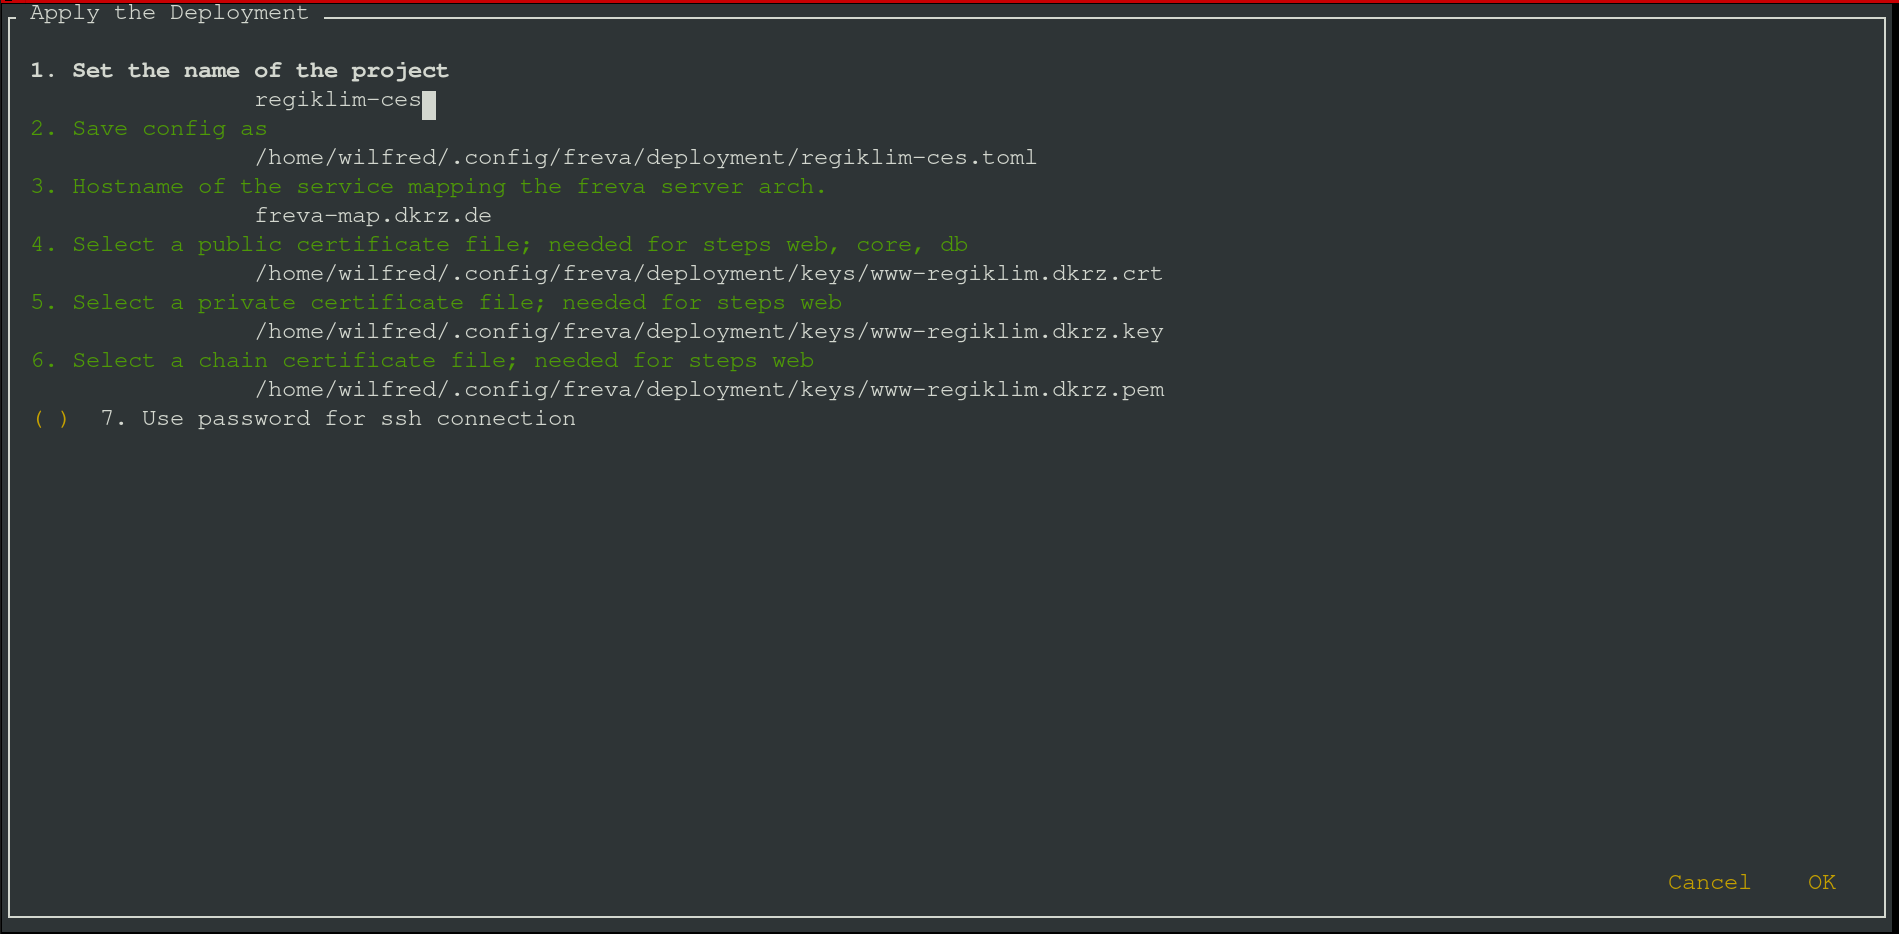 Apply the Deployment
1. Set the name of the project
regiklim-ces
2. Save config as
/home/wilfred/.config/freva/deployment/regiklim-ces.toml
3. Hostname of the service mapping the freva server arch.
freva-map.dkrz.de
4. Select a public certificate file; needed for steps web, core, db
/home/wilfred/.config/freva/deployment/keys/www-regiklim.dkrz.crt
5. Select a private certificate file; needed for steps web
/home/wilfred/.config/freva/deployment/keys/www-regiklim.dkrz.key
6. Select a chain certificate file; needed for steps web
/home/wilfred/.config/freva/deployment/keys/www-regiklim.dkrz.pem
( ) 7. Use password for ssh connection
Cancel OK